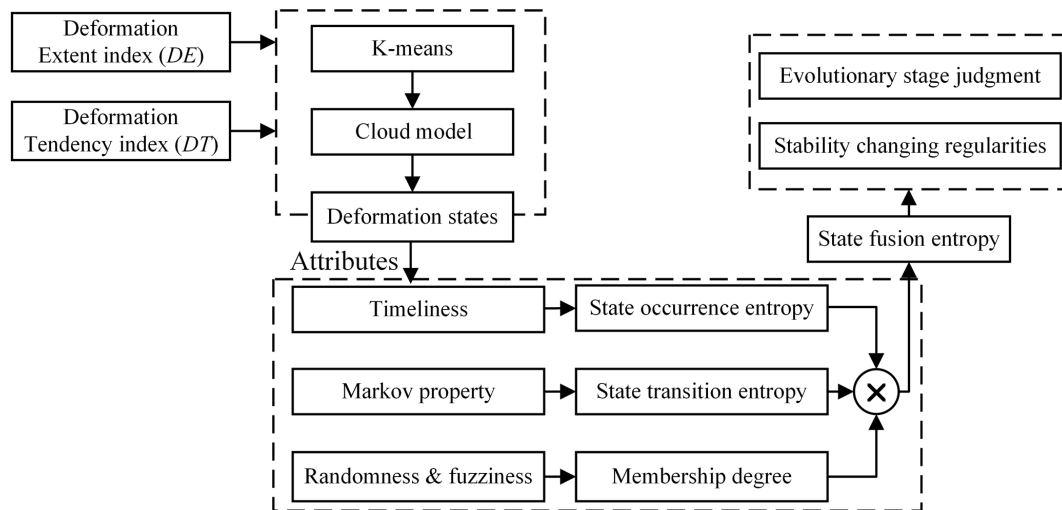 Deformation
Extent index (DE)
Deformation
Tendency index (DT)
K-means
Cloud model
Deformation states
Attributes
Timeliness
State occurrence entropy
Markov property
State transition entropy
Randomness & fuzziness
Membership degree
State fusion entropy
Evolutionary stage judgment
Stability changing regularities